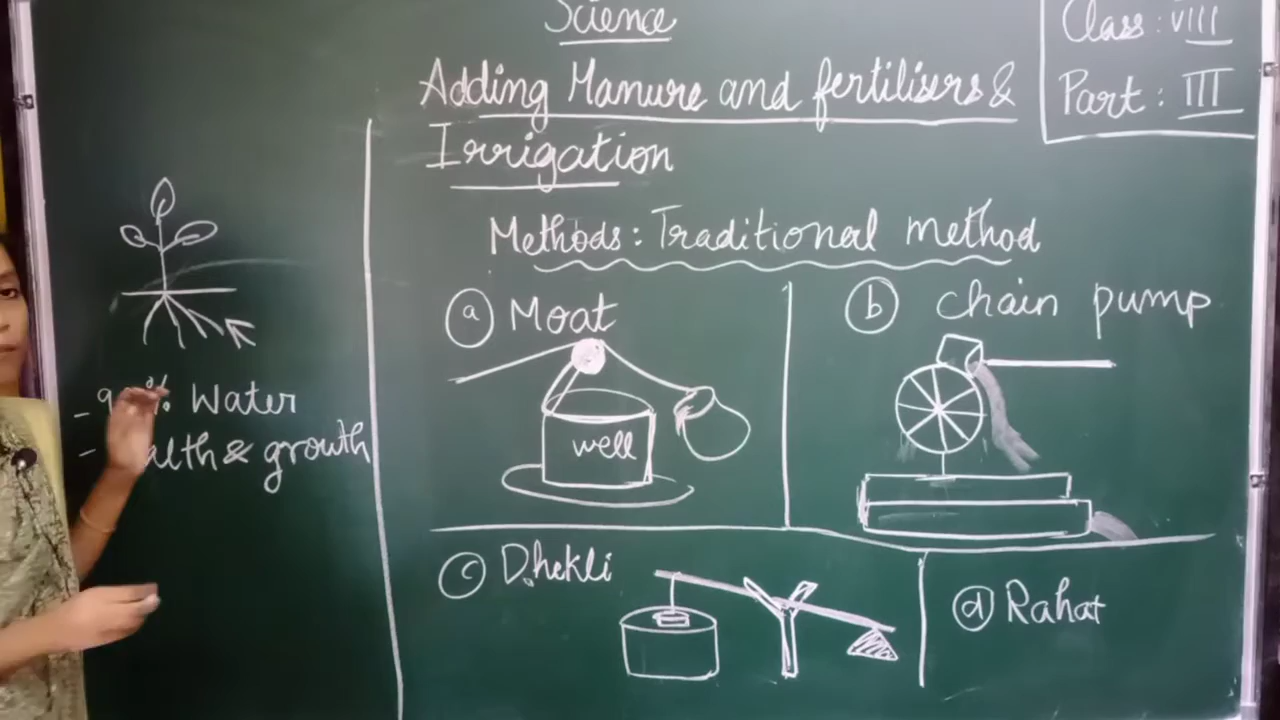 Science
Class: VIII
Part: III
Adding Manure and fertilisers &
Irrigation
Methods: Traditional method
a Moat
well
b Chain pump
c Dhekli
d Rahat
% Water
& growth